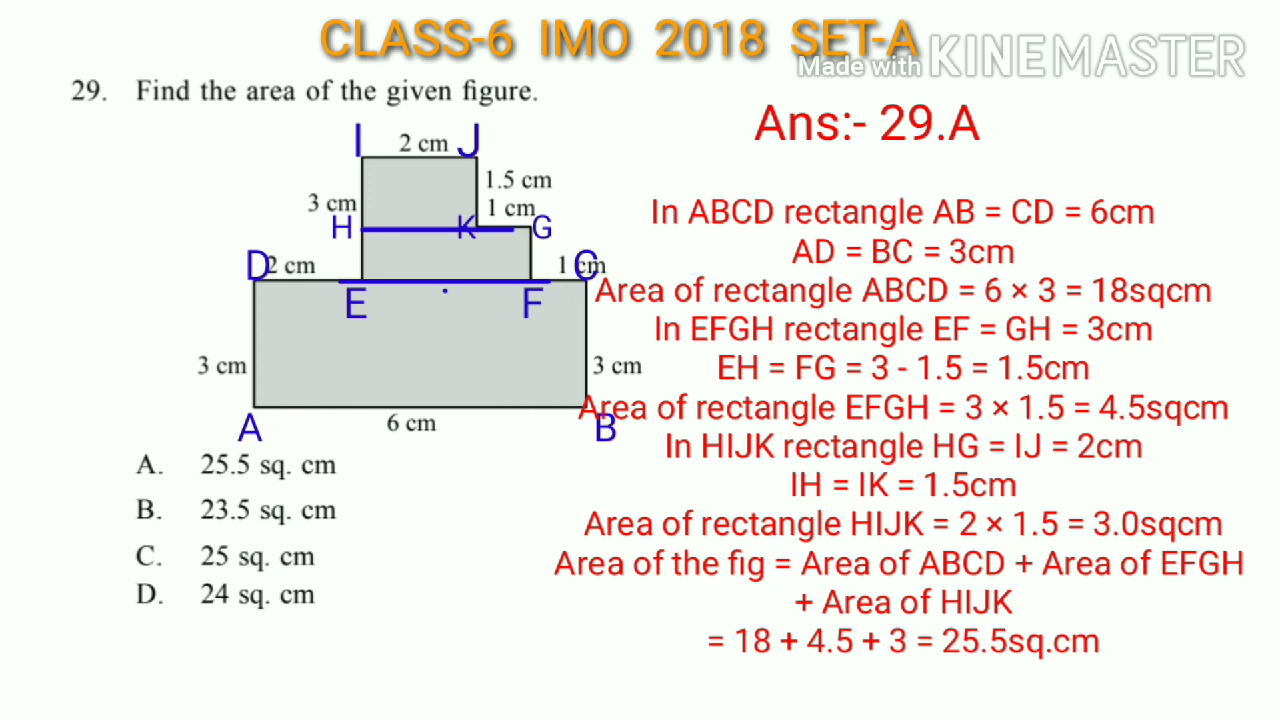 CLASS-6 IMO 2018 SET-A
Made with KINEMASTER
29. Find the area of the given figure.
Ans:- 29.A
I 2 cm J
1.5 cm
3 cm 1 cm
H K G
D 2 cm 1 cm C
E F
3 cm 3 cm
A 6 cm B
A. 25.5 sq. cm
B. 23.5 sq. cm
C. 25 sq. cm
D. 24 sq. cm
In ABCD rectangle AB = CD = 6cm
AD = BC = 3cm
Area of rectangle ABCD = 6 × 3 = 18sqcm
In EFGH rectangle EF = GH = 3cm
EH = FG = 3 - 1.5 = 1.5cm
Area of rectangle EFGH = 3 × 1.5 = 4.5sqcm
In HIJK rectangle HG = IJ = 2cm
IH = IK = 1.5cm
Area of rectangle HIJK = 2 × 1.5 = 3.0sqcm
Area of the fig = Area of ABCD + Area of EFGH
+ Area of HIJK
= 18 + 4.5 + 3 = 25.5sq.cm